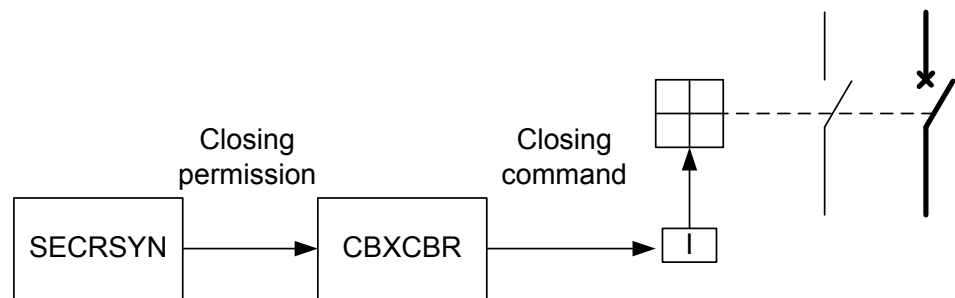 Closing
permission
Closing
command
SECRSYN
CBXCBR
I